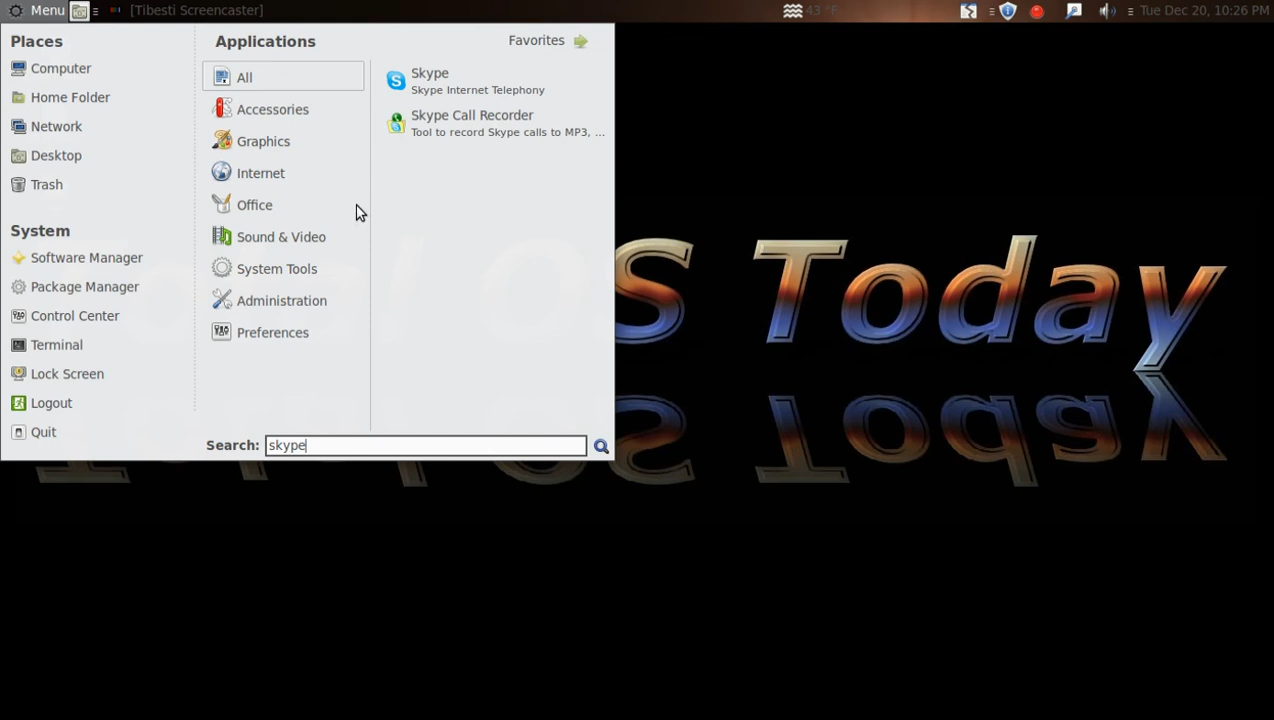 Menu
[Tibesti Screencaster]
43 °F
Tue Dec 20, 10:26 PM
Places
Computer
Home Folder
Network
Desktop
Trash
System
Software Manager
Package Manager
Control Center
Terminal
Lock Screen
Logout
Quit
Applications
Favorites
All
Accessories
Graphics
Internet
Office
Sound & Video
System Tools
Administration
Preferences
Skype
Skype Internet Telephony
Skype Call Recorder
Tool to record Skype calls to MP3, ...
Search: skype
OS Today